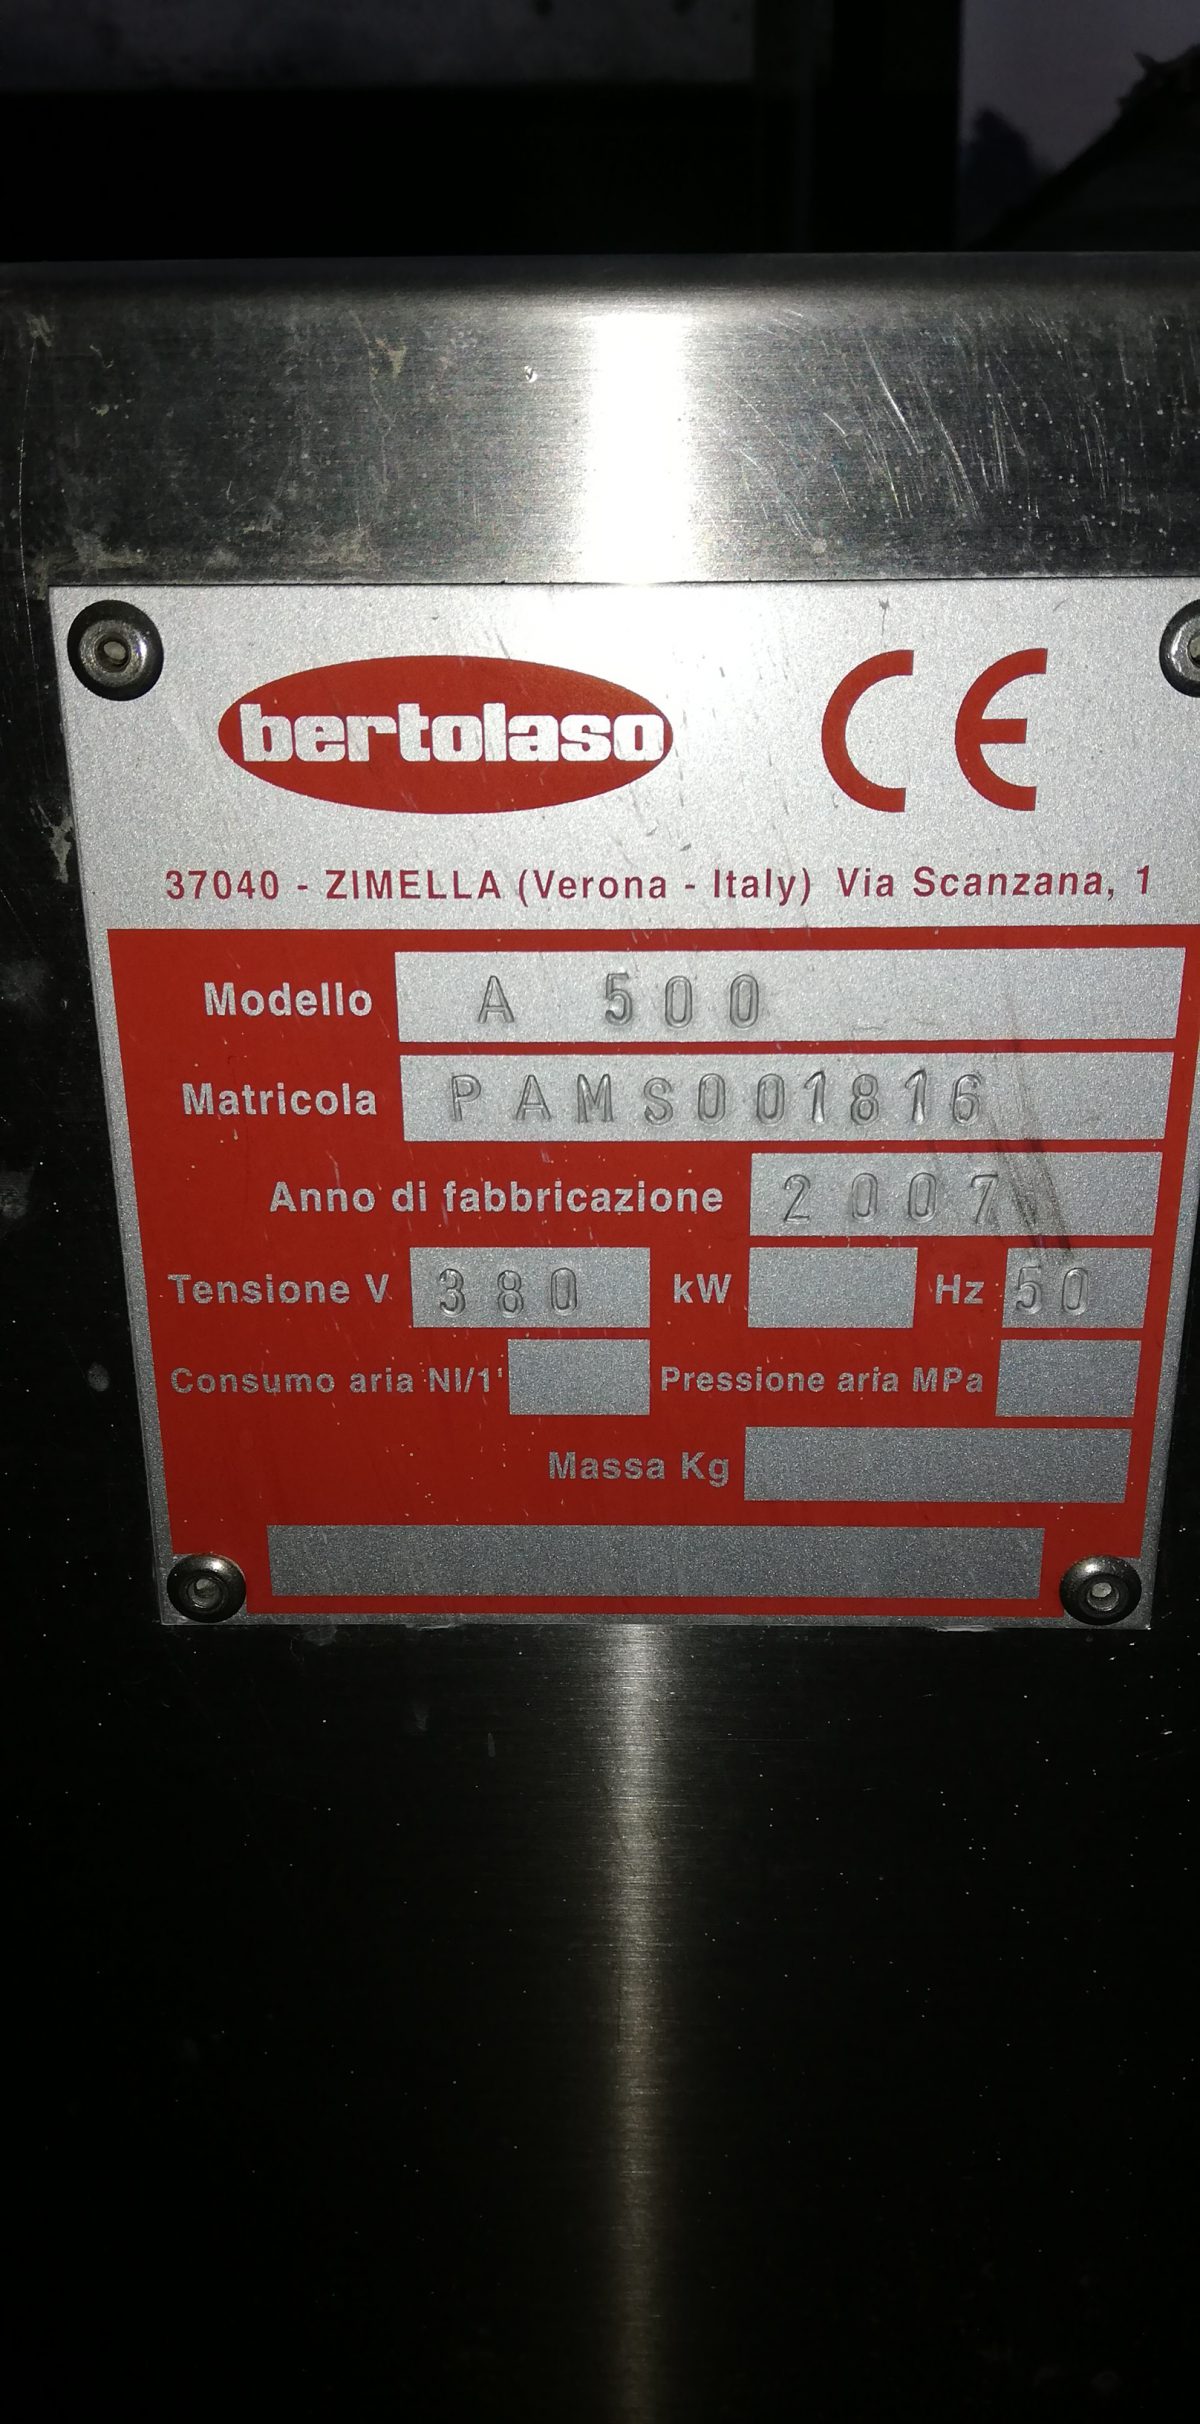 bertolaso CE
37040 - ZIMELLA (Verona - Italy) Via Scanzana, 1
Modello A 500
Matricola PAMS001816
Anno di fabbricazione 2007
Tensione V 380 kW Hz 50
Consumo aria Nl/1' Pressione aria MPa
Massa Kg